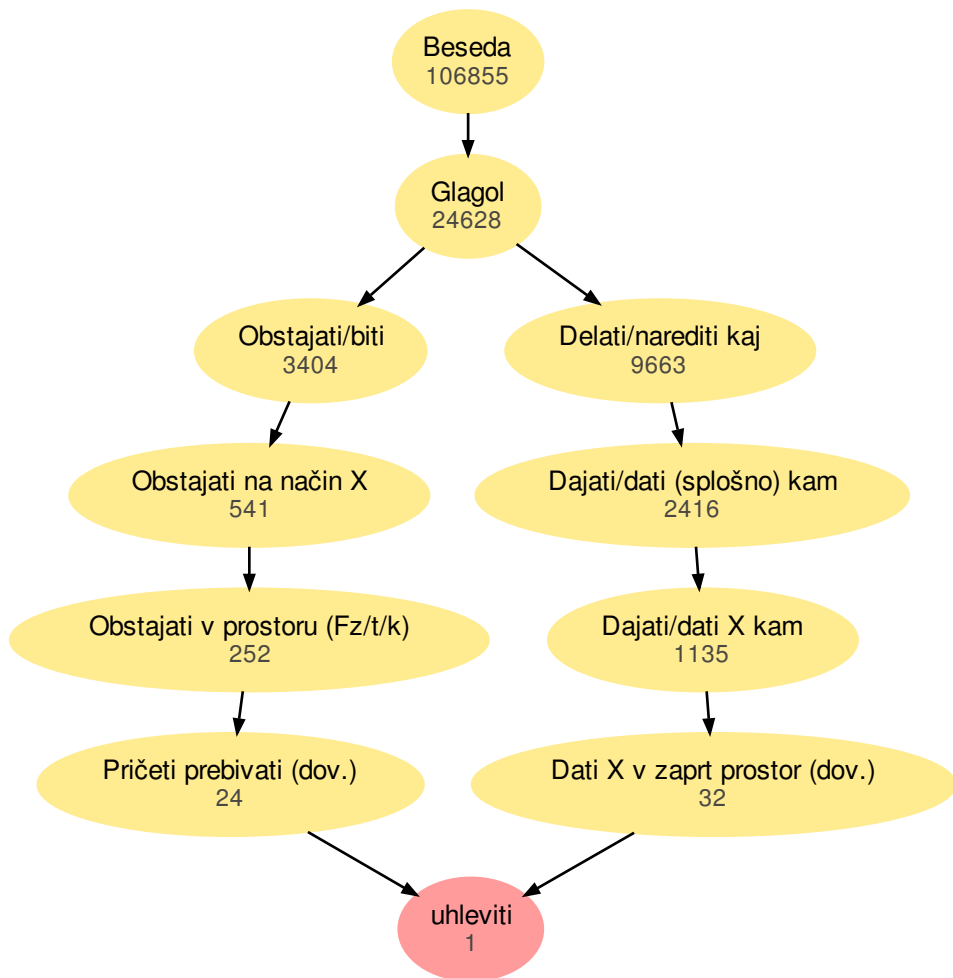 Beseda
106855
Glagol
24628
Obstajati/biti
3404
Delati/narediti kaj
9663
Obstajati na način X
541
Dajati/dati (splošno) kam
2416
Obstajati v prostoru (Fz/t/k)
252
Dajati/dati X kam
1135
Pričeti prebivati (dov.)
24
Dati X v zaprt prostor (dov.)
32
uhleviti
1